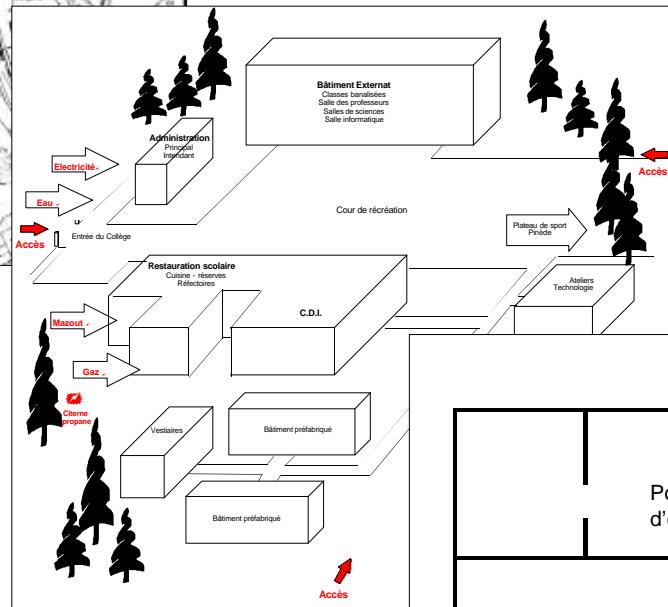 Bâtiment Externat
Classes banalisées
Salle des professeurs
Salles de sciences
Salle informatique
Administration
Principal
Intendant
Electricité
Eau
Accès
Accès
Entrée du Collège
Cour de récréation
Plateau de sport
Pinède
Restauration scolaire
Cuisine - réserves
Réfectoires
C.D.I.
Ateliers
Technologie
Mazout
Gaz
Citerne
propane
Vestiaires
Bâtiment préfabriqué
Bâtiment préfabriqué
Accès